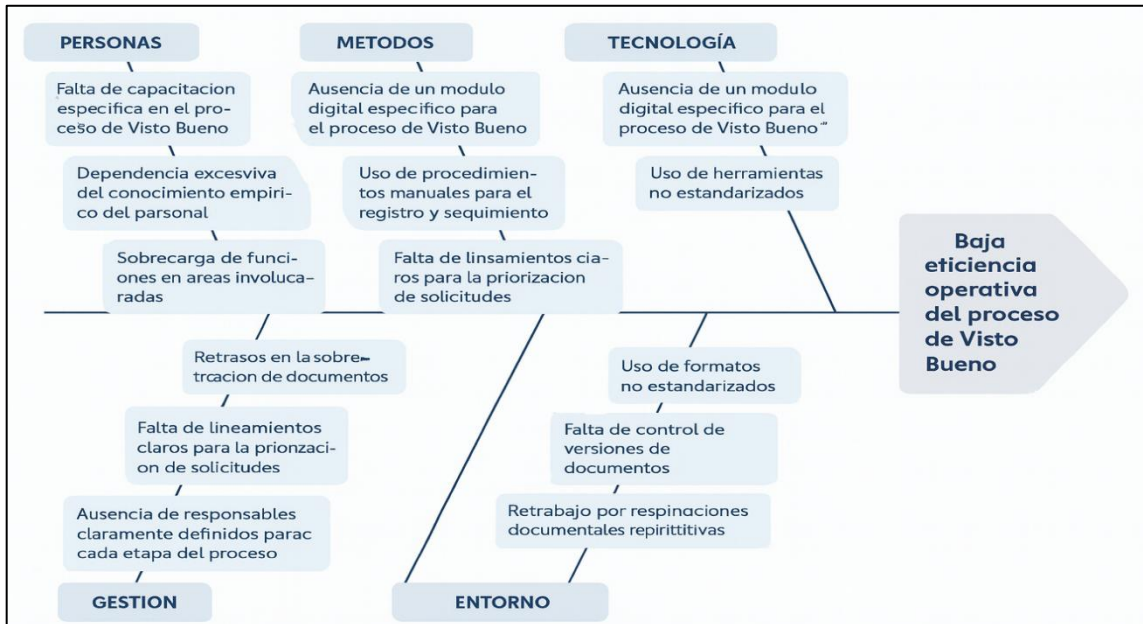 PERSONAS
Falta de capacitacion
especifica en el pro-
ceso de Visto Bueno
Dependencia excesviva
del conocimiento empiri-
co del parsonal
Sobrecarga de funci-
ones en areas involuca-
radas
METODOS
Ausencia de un modulo
digital especifico para
el proceso de Visto Bueno
Uso de procedimien-
tos manuales para el
registro y sequimiento
Falta de linsamientos cia-
ros para la priorizacion
de solicitudes
TECNOLOGÍA
Ausencia de un modulo
digital especifico para el
proceso de Visto Bueno"
Uso de herramientas
no estandarizados
Baja
eticiencia
operativa
del proceso
de Visto
Bueno
Retrasos en la sobre-
trcacion de documentos
Falta de lineamientos
claros para la prionzaci-
on de solicitudes
Ausencia de responsables
claramente definidos parac
cada etapa del proceso
GESTION
Uso de formatos
no estandarizados
Falta de control de
versiones de
documentos
Retrabajo por respinaciones
documentales repirittitivas
ENTORNO